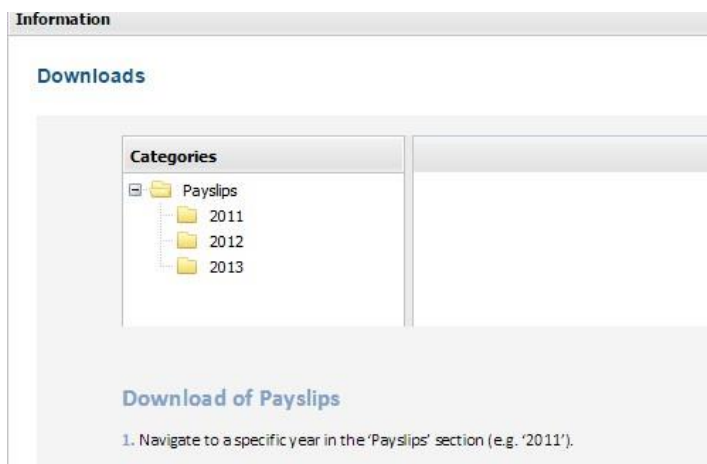 Information
Downloads
Categories
Payslips
2011
2012
2013
Download of Payslips
1. Navigate to a specific year in the ‘Payslips’ section (e.g. ‘2011’).